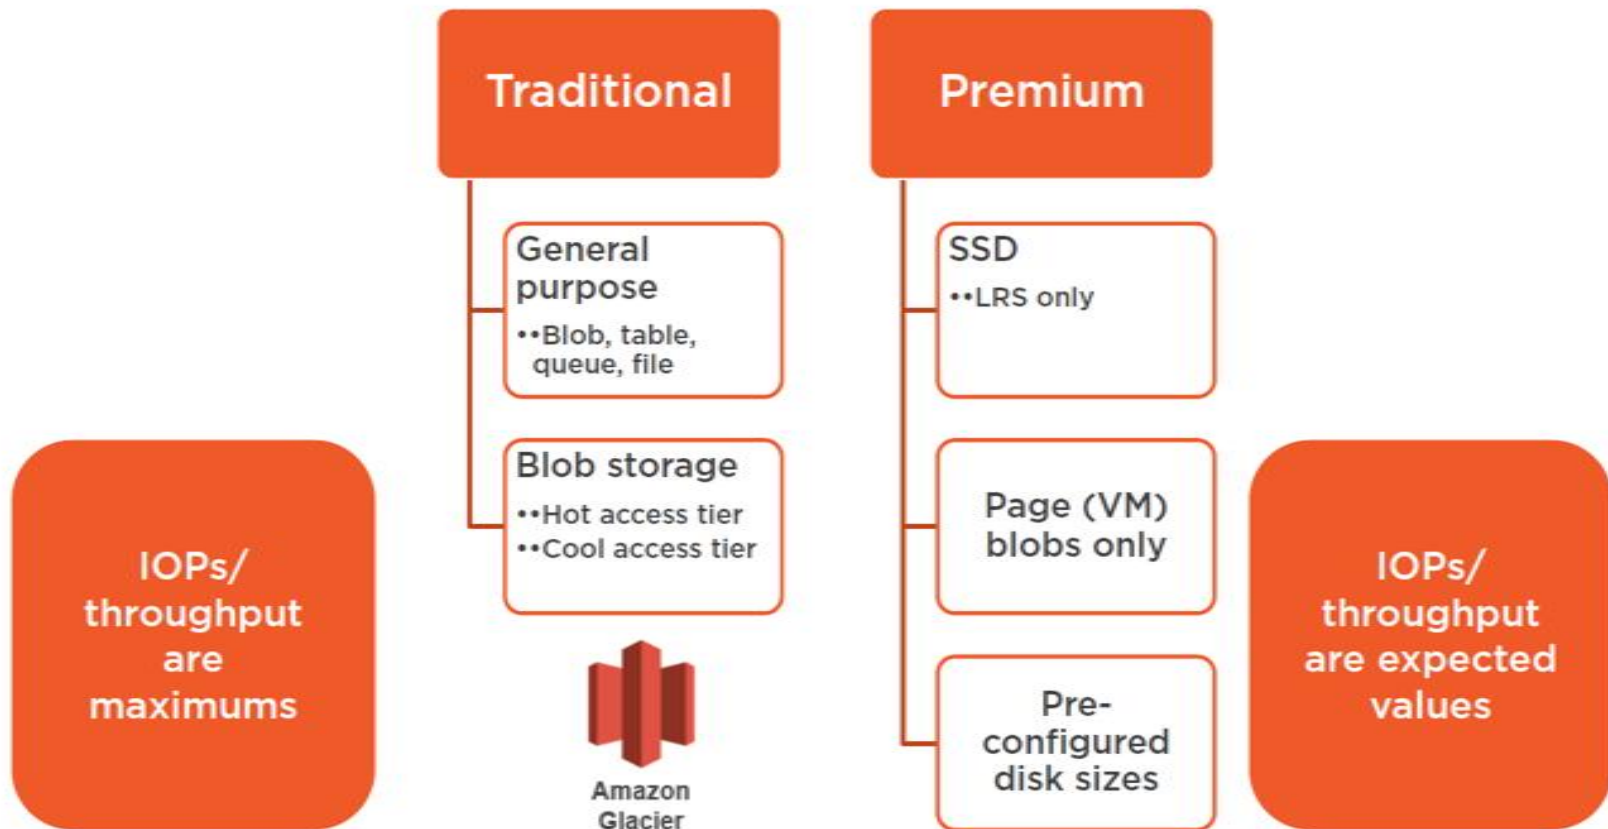 Traditional
General
purpose
••Blob, table,
queue, file
Blob storage
••Hot access tier
••Cool access tier
Amazon
Glacier
Premium
SSD
••LRS only
Page (VM)
blobs only
Pre-
configured
disk sizes
IOPs/
throughput
are
maximums
IOPs/
throughput
are expected
values